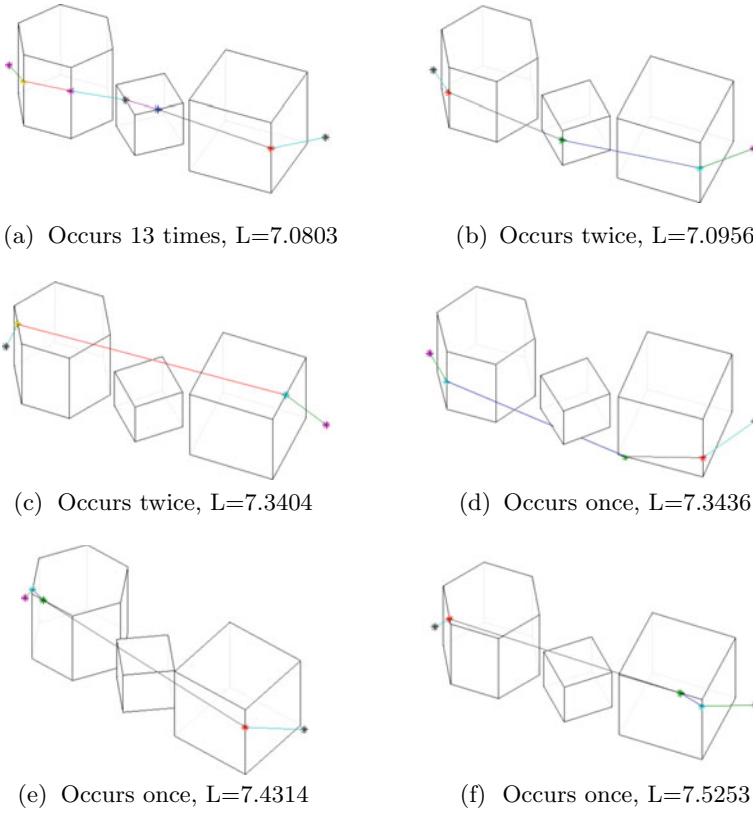 (a) Occurs 13 times, L=7.0803
(b) Occurs twice, L=7.0956
(c) Occurs twice, L=7.3404
(d) Occurs once, L=7.3436
(e) Occurs once, L=7.4314
(f) Occurs once, L=7.5253